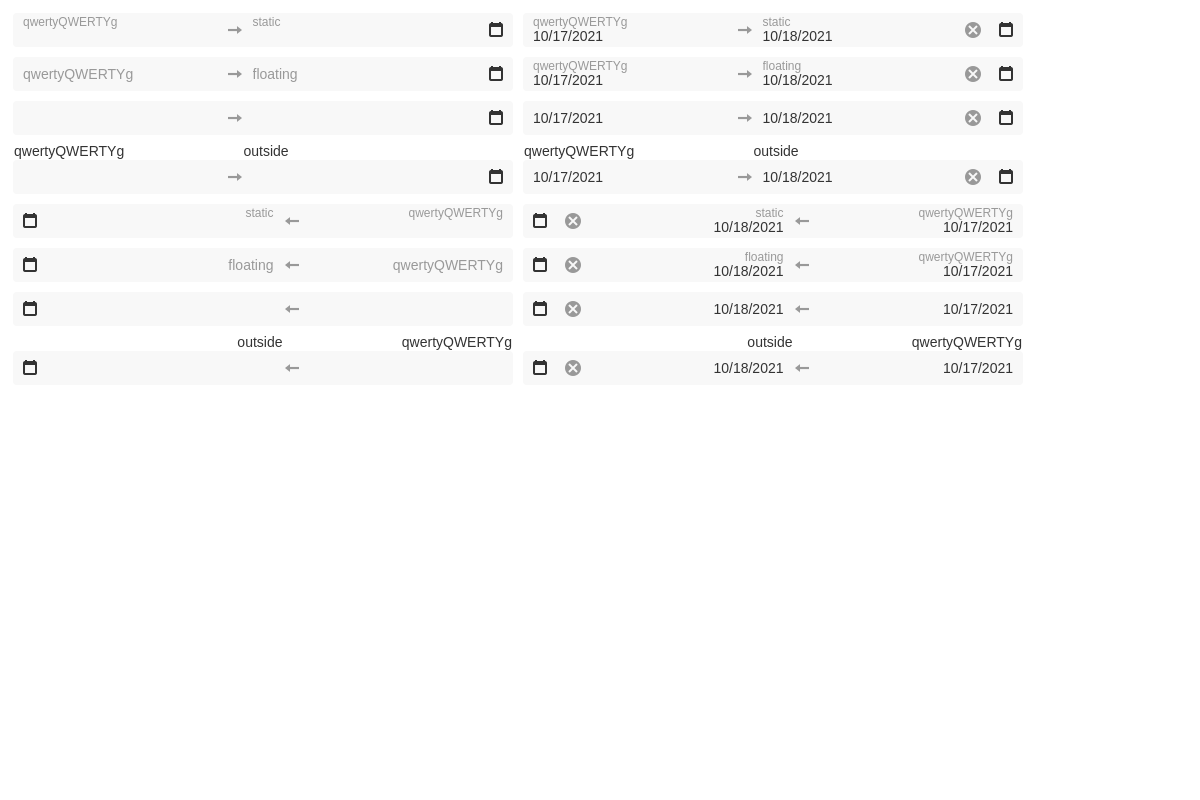 qwertyQWERTYg static qwertyQWERTYg static
10/17/2021 10/18/2021
qwertyQWERTYg floating qwertyQWERTYg floating
10/17/2021 10/18/2021
10/17/2021 10/18/2021
qwertyQWERTYg outside qwertyQWERTYg outside
10/17/2021 10/18/2021
static qwertyQWERTYg static qwertyQWERTYg
10/18/2021 10/17/2021
floating qwertyQWERTYg floating qwertyQWERTYg
10/18/2021 10/17/2021
10/18/2021 10/17/2021
outside qwertyQWERTYg outside qwertyQWERTYg
10/18/2021 10/17/2021